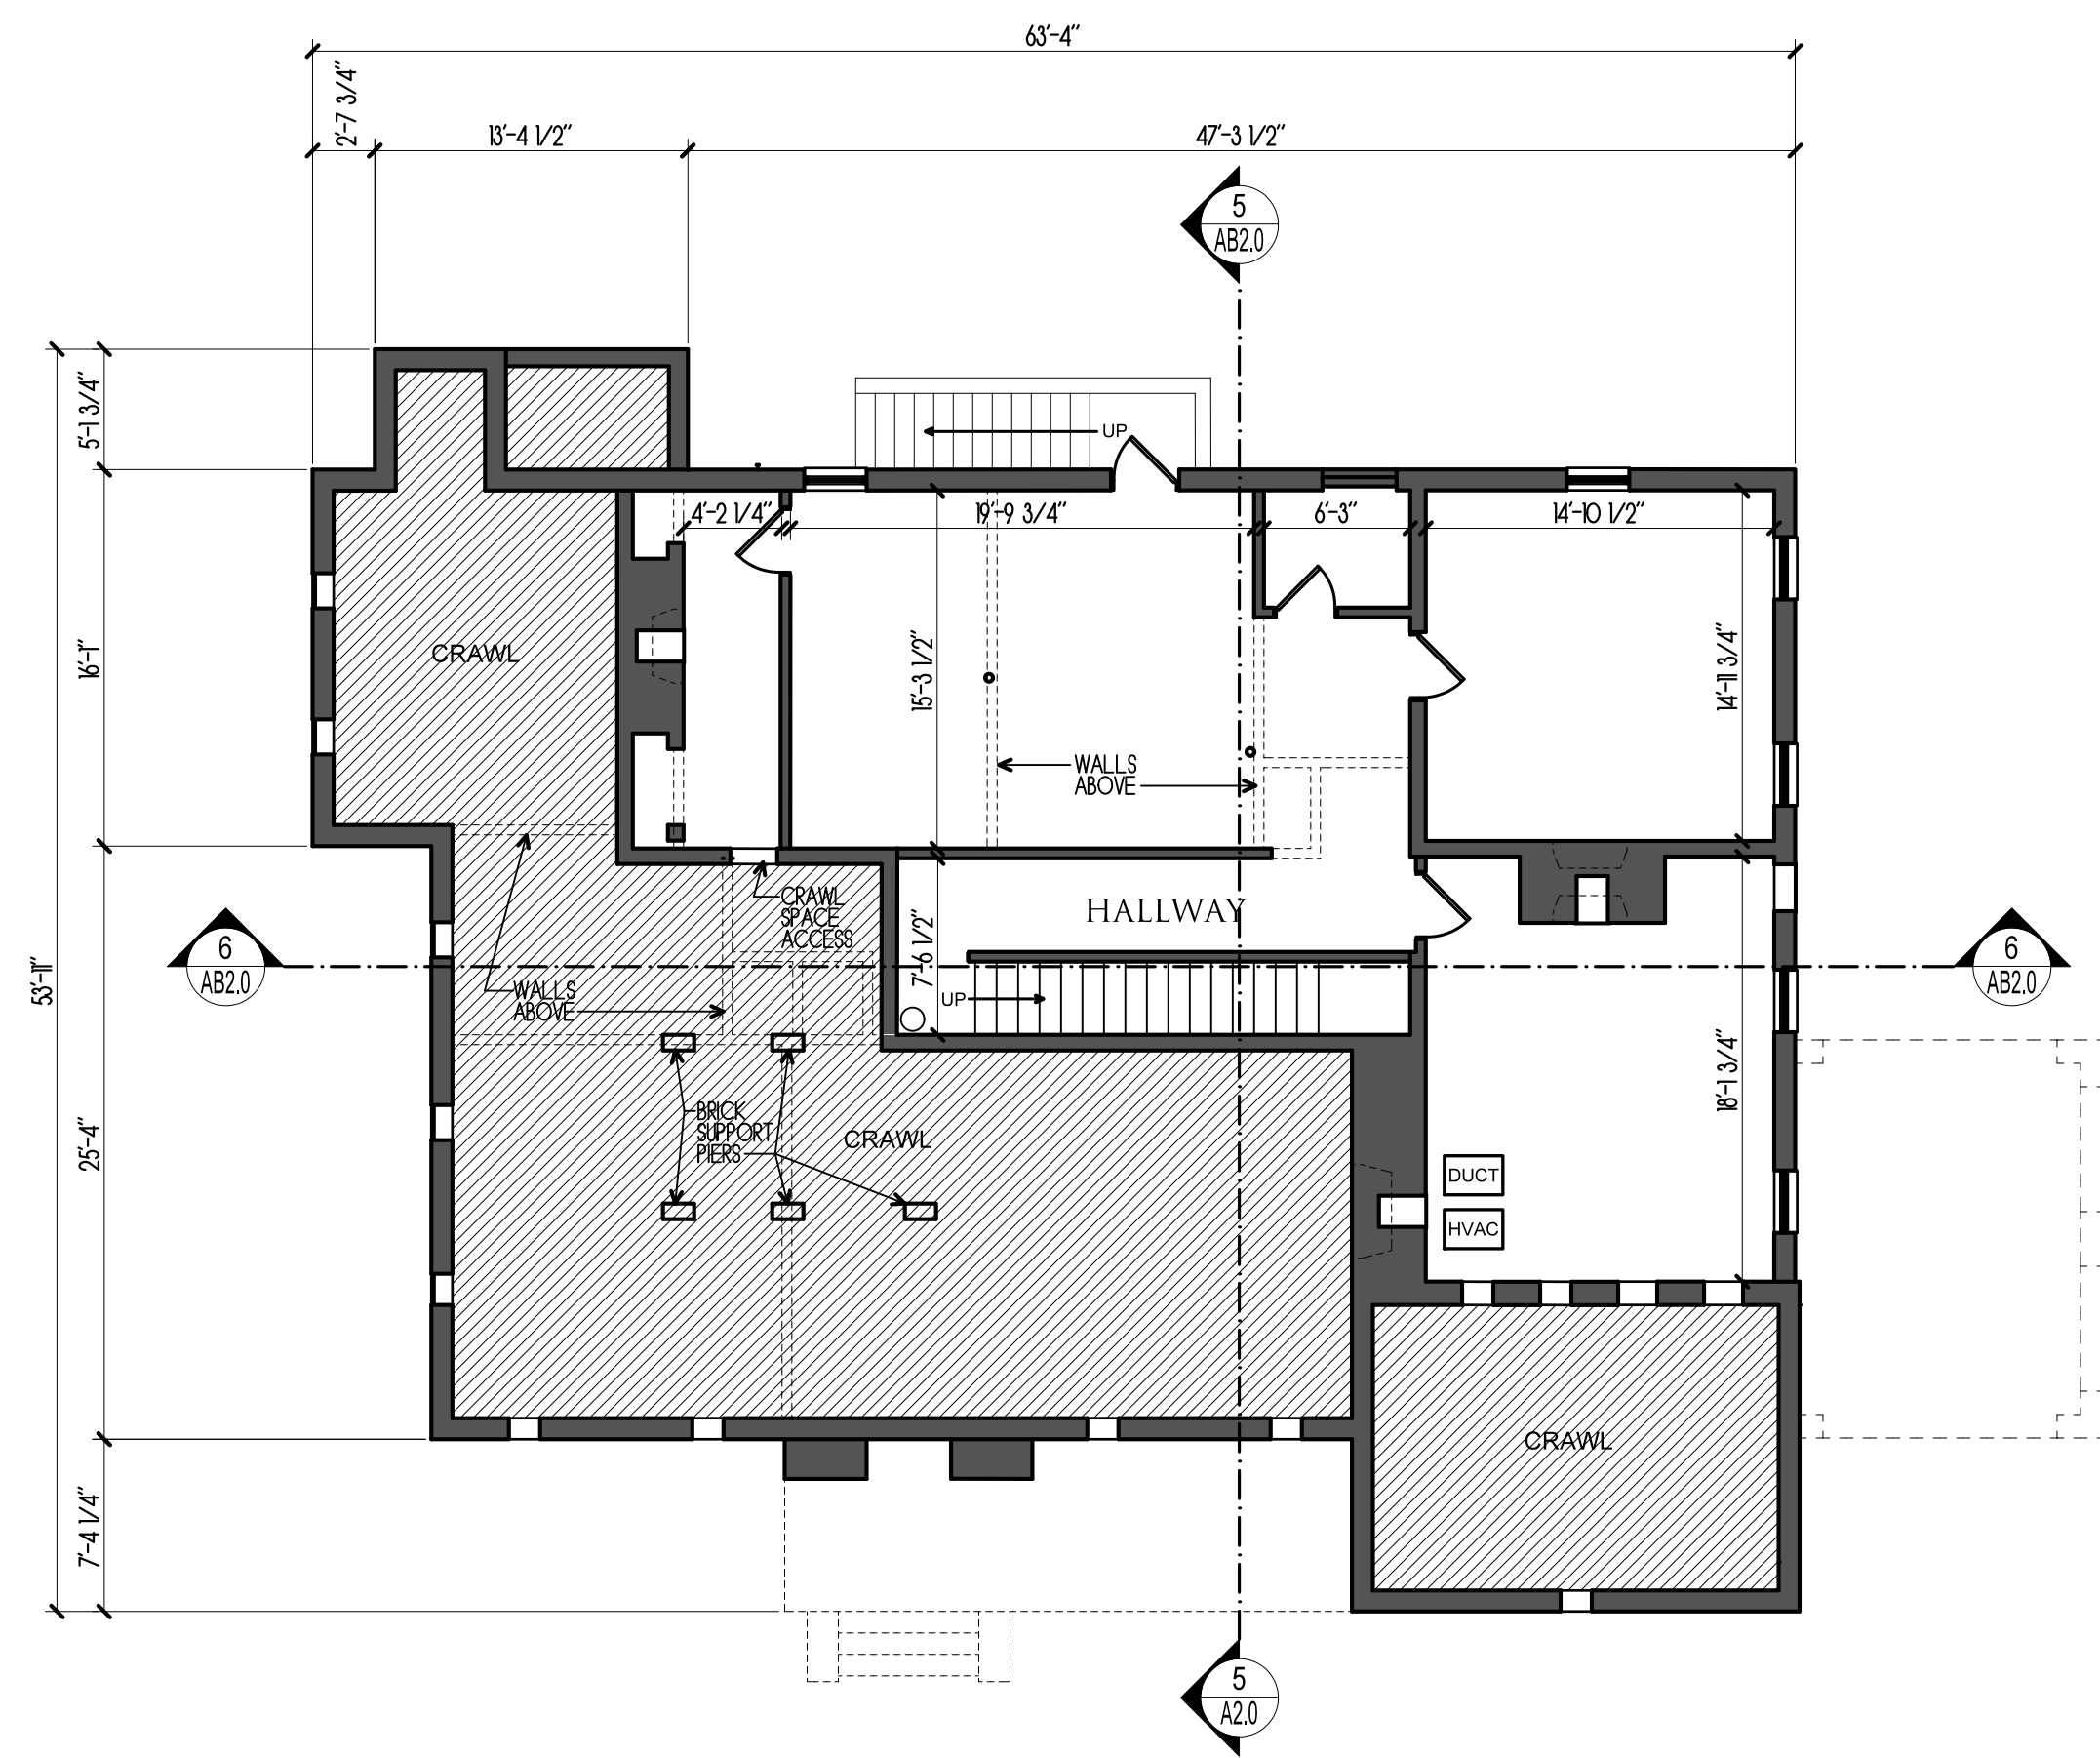 63'-4"
2'-7 3/4"
13'-4 1/2"
47'-3 1/2"
5
AB2.0
5'-1 3/4"
UP
4'-2 1/4"
19'-9 3/4"
6'-3"
14'-10 1/2"
CRAWL
16'-1"
15'-3 1/2"
14'-11 3/4"
WALLS
ABOVE
CRAWL
SPACE
ACCESS
HALLWAY
7'-6 1/2"
6
AB2.0
6
AB2.0
53'-11"
WALLS
ABOVE
UP
BRICK
SUPPORT
PIERS
CRAWL
25'-4"
18'-1 3/4"
DUCT
HVAC
CRAWL
7'-4 1/4"
5
A2.0